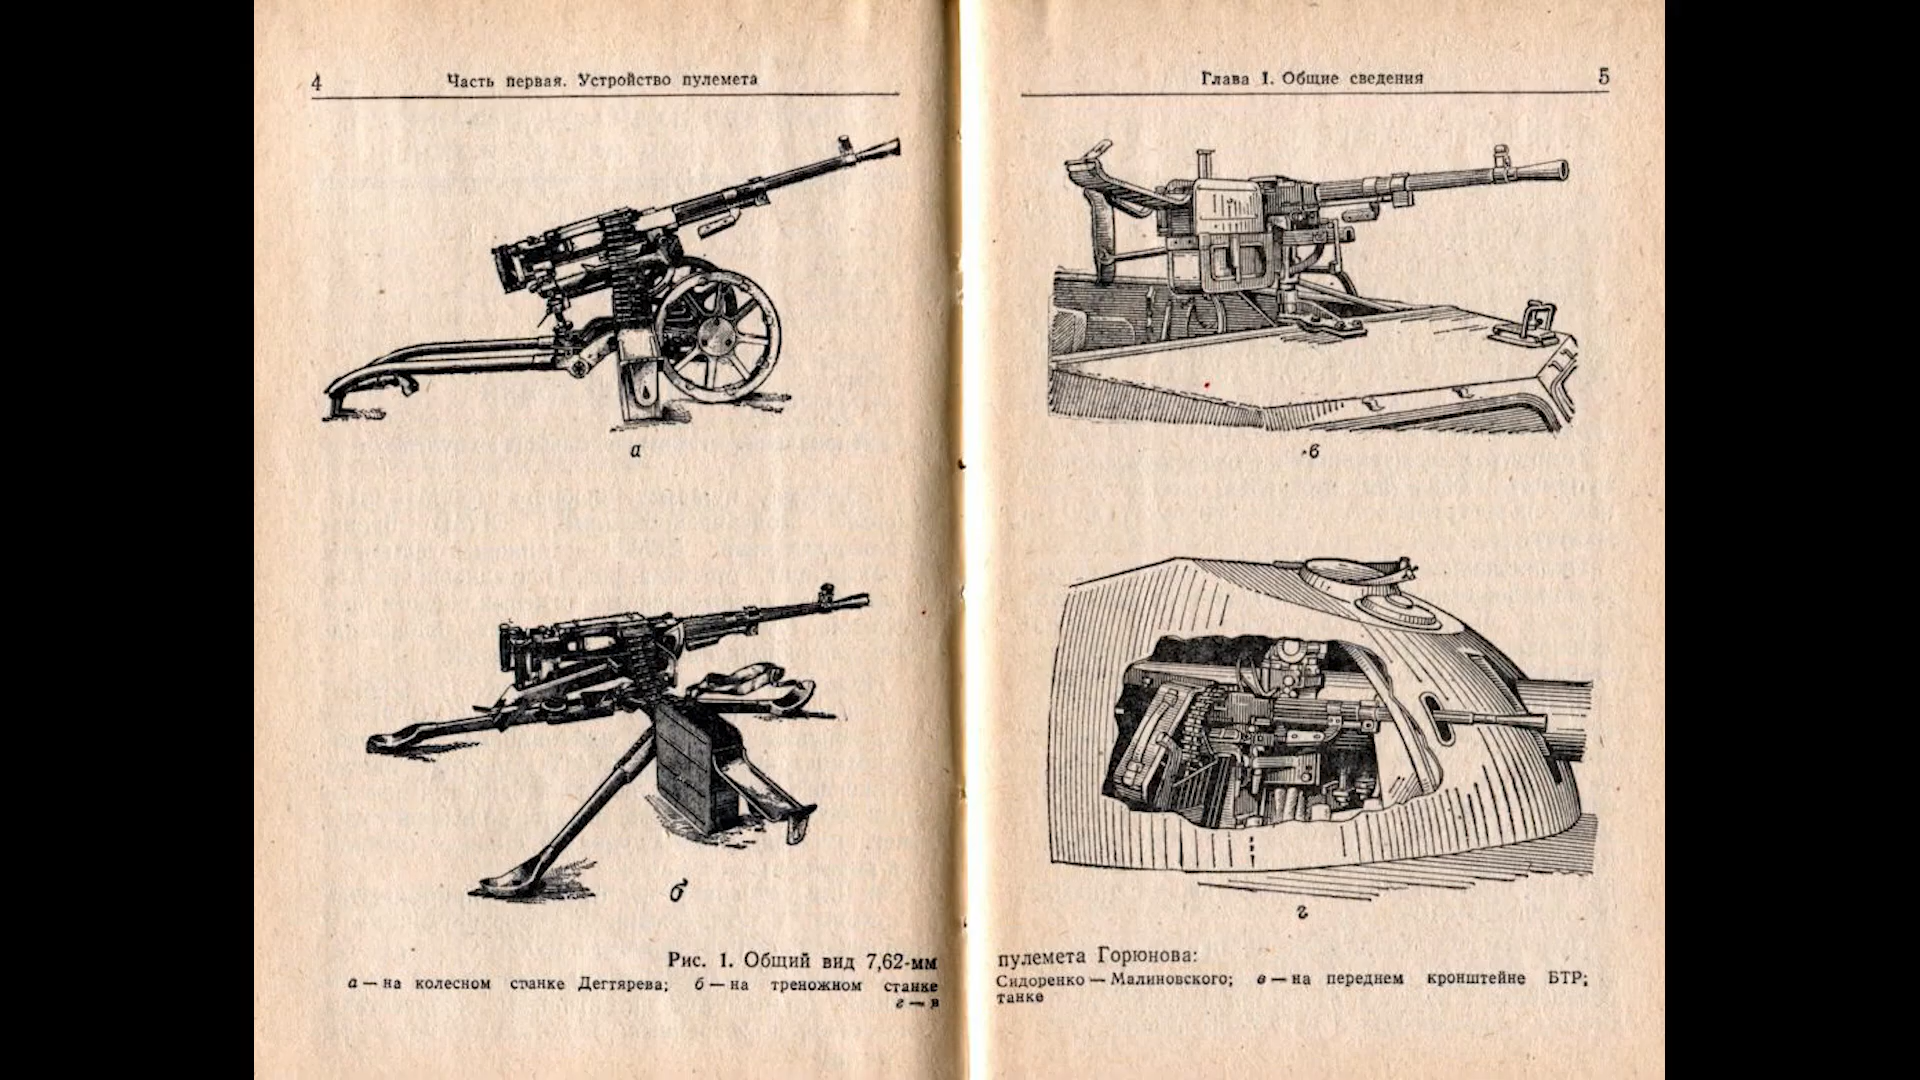 4
Часть первая. Устройство пулемета
а
б
Рис. 1. Общий вид 7,62-мм
а — на колесном станке Дегтярева; б — на треножном станке
г — в
Глава I. Общие сведения
5
в
г
пулемета Горюнова:
Сидоренко — Малиновского; в — на переднем кронштейне БТР;
танке